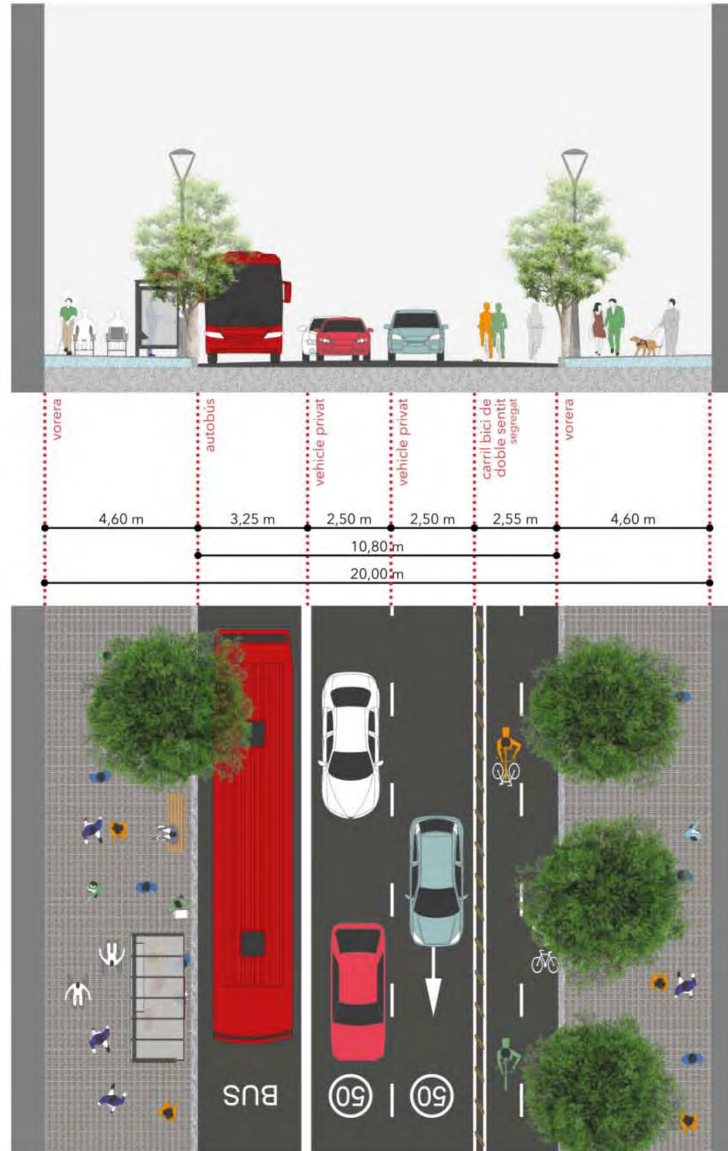 vorera
autobús
vehicle privat
vehicle privat
carril bici de
doble sentit
segregat
vorera
4,60 m
3,25 m
2,50 m
2,50 m
2,55 m
4,60 m
10,80 m
20,00 m
BUS
50
50